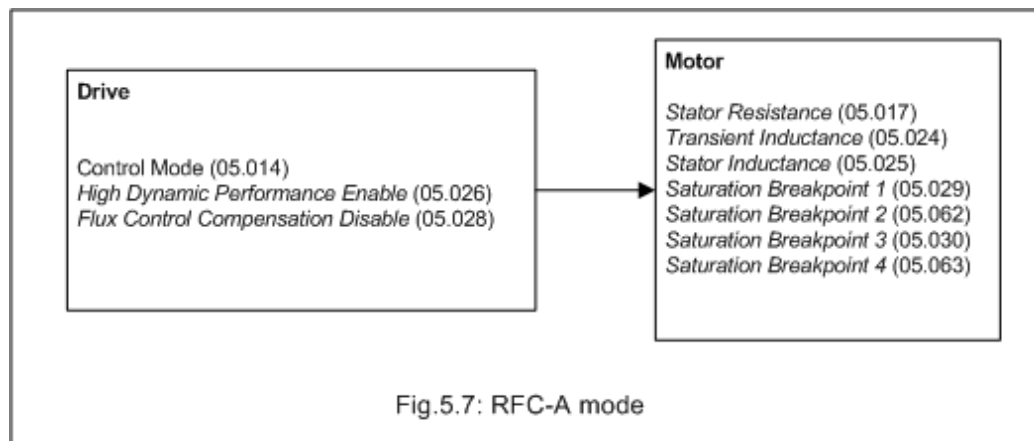 Drive
Control Mode (05.014)
High Dynamic Performance Enable (05.026)
Flux Control Compensation Disable (05.028)
Motor
Stator Resistance (05.017)
Transient Inductance (05.024)
Stator Inductance (05.025)
Saturation Breakpoint 1 (05.029)
Saturation Breakpoint 2 (05.062)
Saturation Breakpoint 3 (05.030)
Saturation Breakpoint 4 (05.063)
Fig.5.7: RFC-A mode